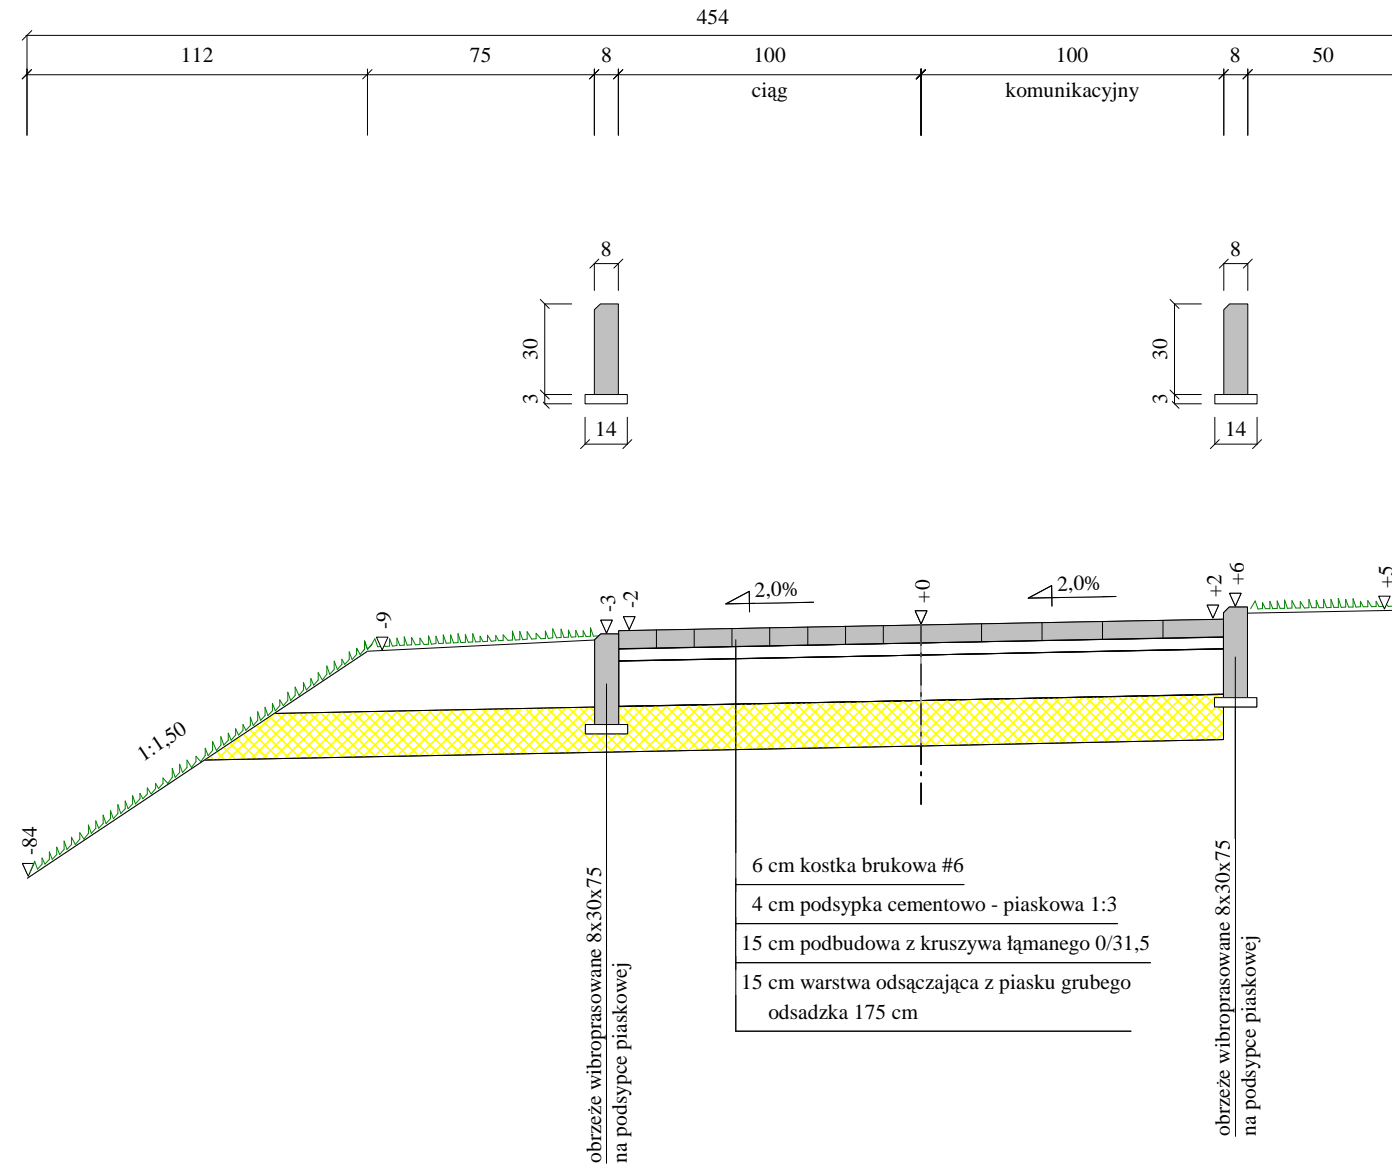 454
112 75 8 100 100 8 50
ciąg komunikacyjny
8 8
30 30
3 3
14 14
-84
1:1,50
-9
-3
-2
2,0%
+0
2,0%
+2
+6
+5
6 cm kostka brukowa #6
4 cm podsypka cementowo - piaskowa 1:3
15 cm podbudowa z kruszywa łąmanego 0/31,5
15 cm warstwa odsączająca z piasku grubego
odsadzka 175 cm
obrzeże wibroprasowane 8x30x75
na podsypce piaskowej
obrzeże wibroprasowane 8x30x75
na podsypce piaskowej